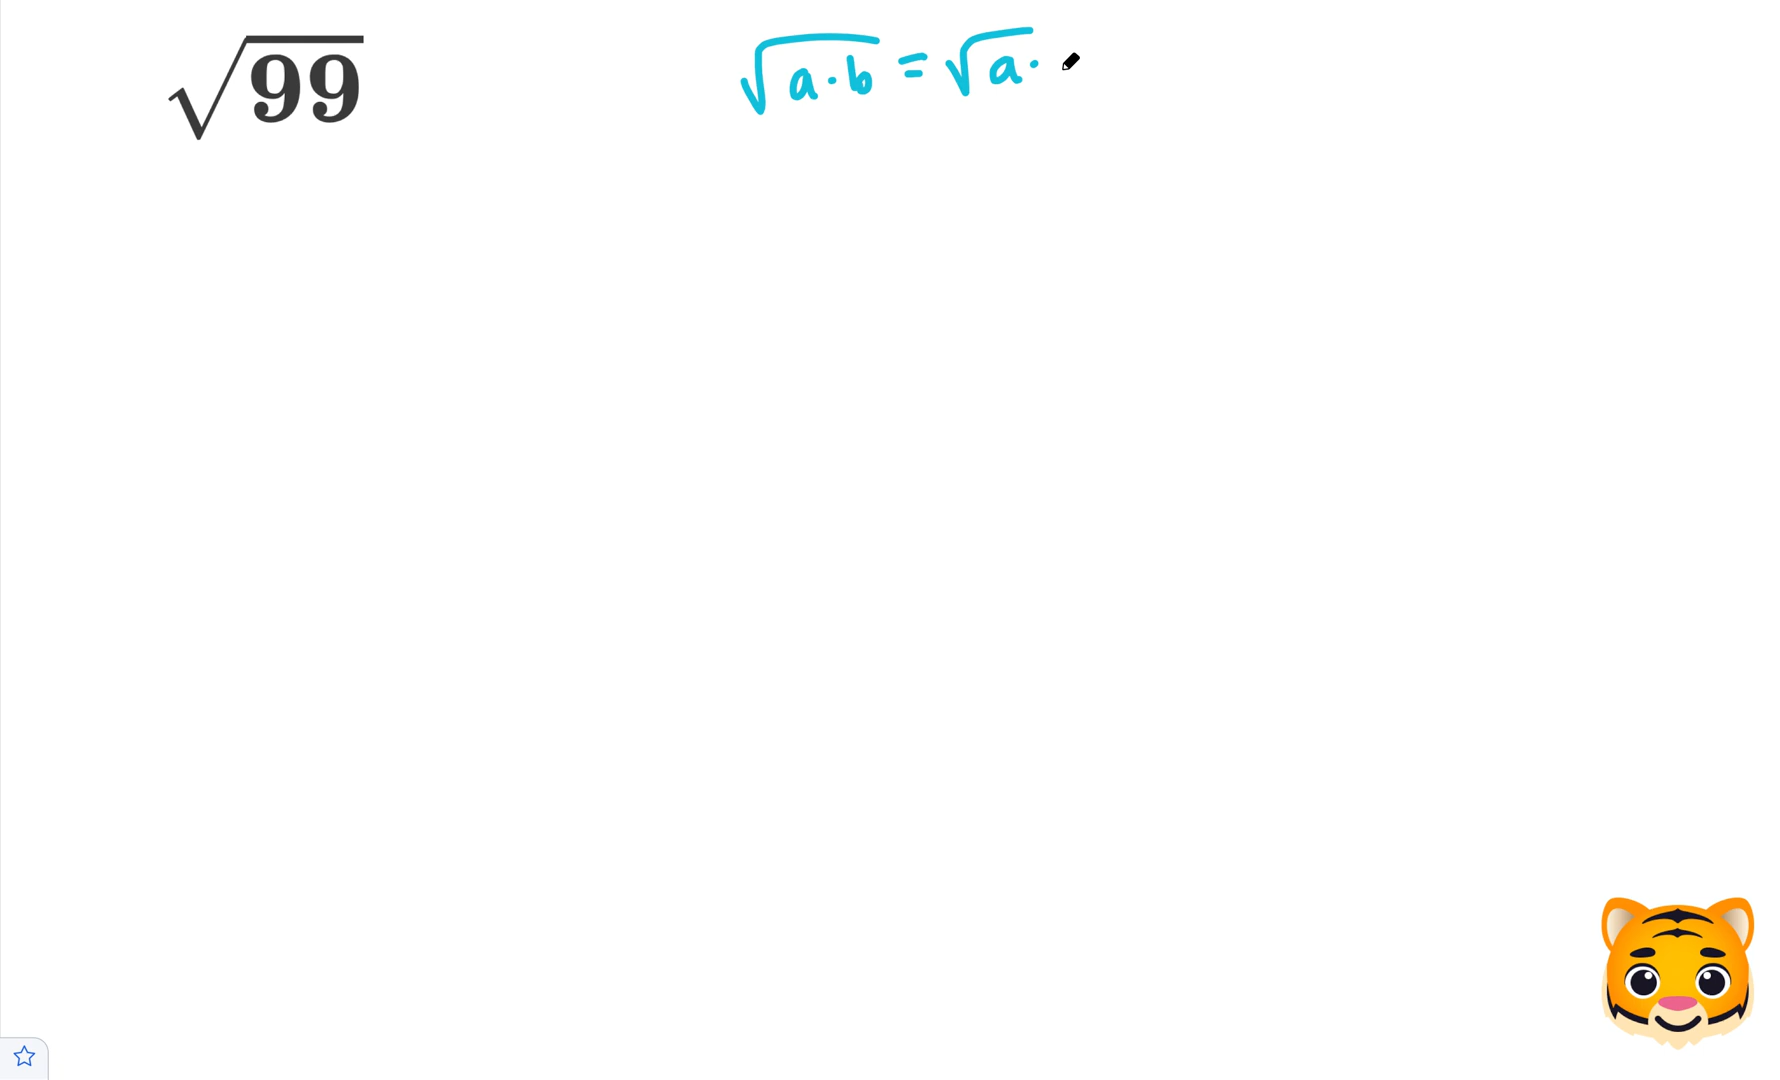 √99
√a·b = √a·